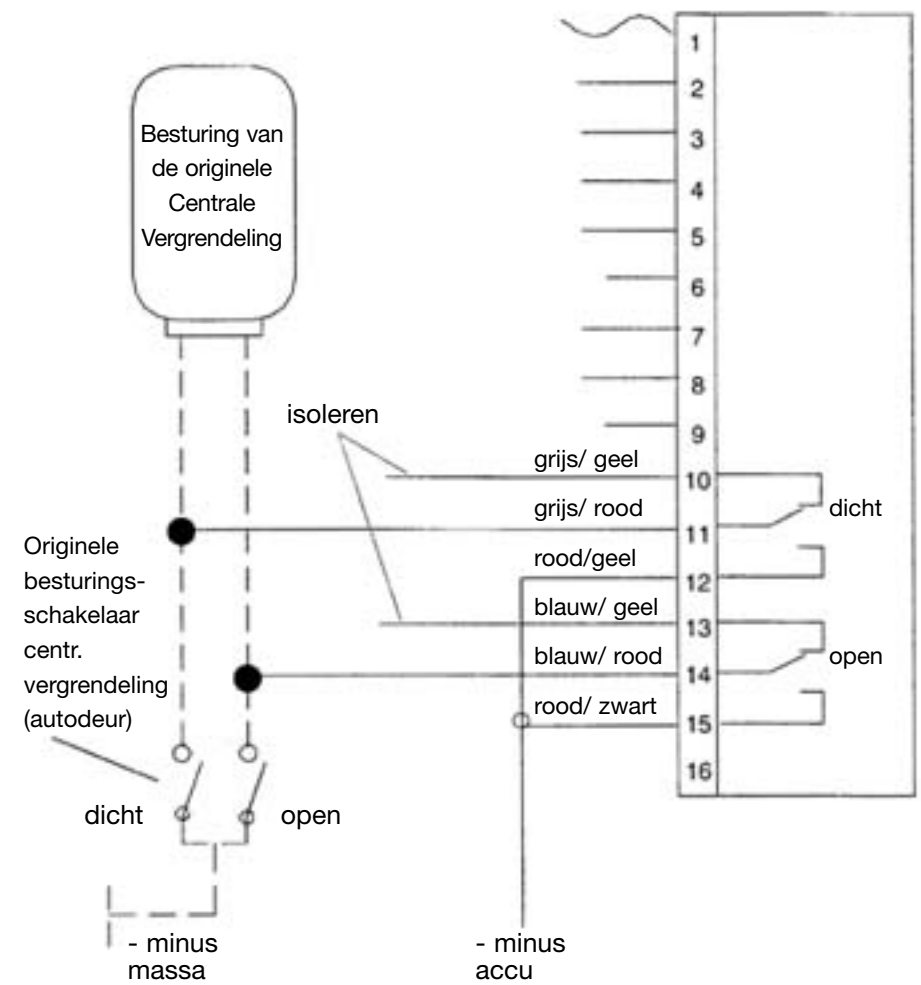 Besturing van
de originele
Centrale
Vergrendeling
1
2
3
4
5
6
7
8
9
isoleren
grijs/ geel
10
grijs/ rood
11
dicht
rood/geel
12
blauw/ geel
13
blauw/ rood
14
open
rood/ zwart
15
16
Originele
besturings-
schakelaar
centr.
vergrendeling
(autodeur)
dicht
open
- minus
massa
- minus
accu